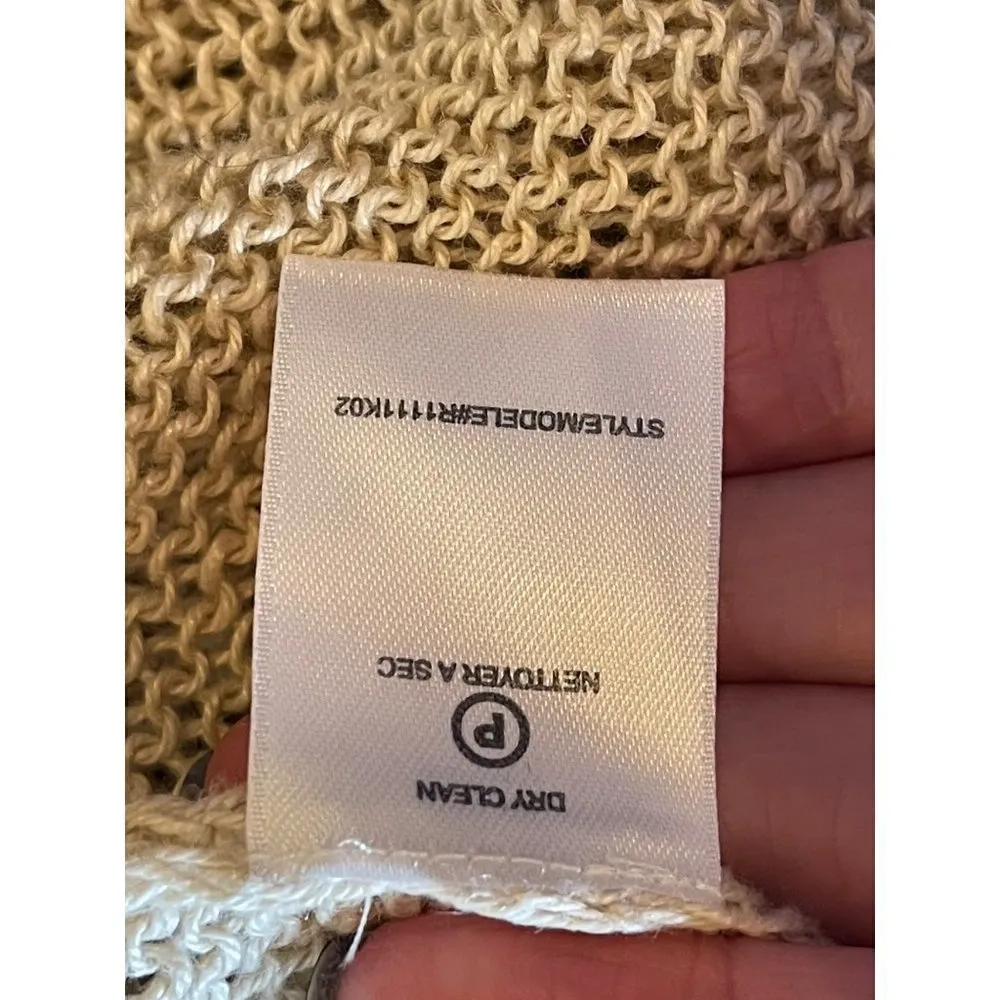 DRY CLEAN
P
NETTOYER A SEC
STYLE/MODELE#R1111K02